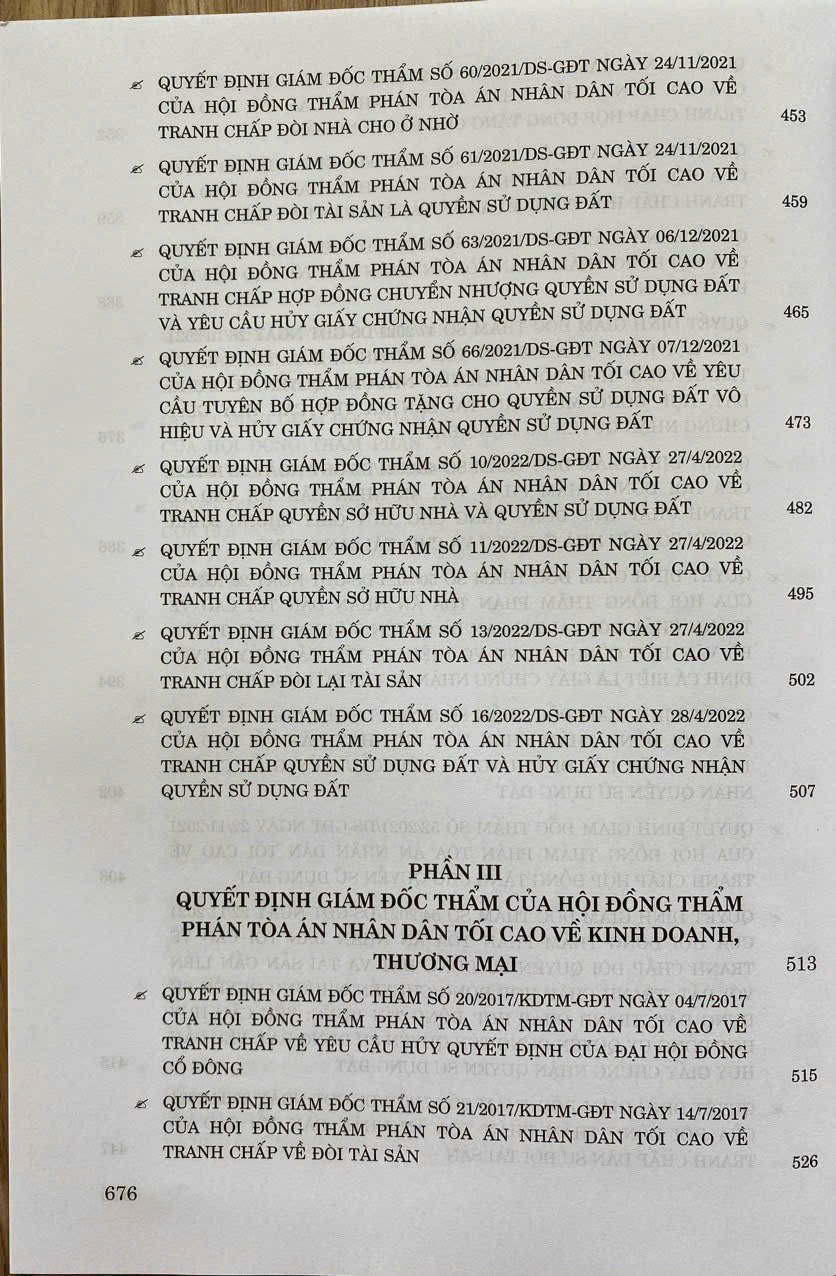 QUYẾT ĐỊNH GIÁM ĐỐC THẨM SỐ 60/2021/DS-GĐT NGÀY 24/11/2021
CỦA HỘI ĐỒNG THẨM PHÁN TÒA ÁN NHÂN DÂN TỐI CAO VỀ
TRANH CHẤP ĐÒI NHÀ CHO Ở NHỜ 453
QUYẾT ĐỊNH GIÁM ĐỐC THẨM SỐ 61/2021/DS-GĐT NGÀY 24/11/2021
CỦA HỘI ĐỒNG THẨM PHÁN TÒA ÁN NHÂN DÂN TỐI CAO VỀ
TRANH CHẤP ĐÒI TÀI SẢN LÀ QUYỀN SỬ DỤNG ĐẤT 459
QUYẾT ĐỊNH GIÁM ĐỐC THẨM SỐ 63/2021/DS-GĐT NGÀY 06/12/2021
CỦA HỘI ĐỒNG THẨM PHÁN TÒA ÁN NHÂN DÂN TỐI CAO VỀ
TRANH CHẤP HỢP ĐỒNG CHUYỂN NHƯỢNG QUYỀN SỬ DỤNG ĐẤT
VÀ YÊU CẦU HỦY GIẤY CHỨNG NHẬN QUYỀN SỬ DỤNG ĐẤT 465
QUYẾT ĐỊNH GIÁM ĐỐC THẨM SỐ 66/2021/DS-GĐT NGÀY 07/12/2021
CỦA HỘI ĐỒNG THẨM PHÁN TÒA ÁN NHÂN DÂN TỐI CAO VỀ YÊU
CẦU TUYÊN BỐ HỢP ĐỒNG TẶNG CHO QUYỀN SỬ DỤNG ĐẤT VÔ
HIỆU VÀ HỦY GIẤY CHỨNG NHẬN QUYỀN SỬ DỤNG ĐẤT 473
QUYẾT ĐỊNH GIÁM ĐỐC THẨM SỐ 10/2022/DS-GĐT NGÀY 27/4/2022
CỦA HỘI ĐỒNG THẨM PHÁN TÒA ÁN NHÂN DÂN TỐI CAO VỀ
TRANH CHẤP QUYỀN SỞ HỮU NHÀ VÀ QUYỀN SỬ DỤNG ĐẤT 482
QUYẾT ĐỊNH GIÁM ĐỐC THẨM SỐ 11/2022/DS-GĐT NGÀY 27/4/2022
CỦA HỘI ĐỒNG THẨM PHÁN TÒA ÁN NHÂN DÂN TỐI CAO VỀ
TRANH CHẤP QUYỀN SỞ HỮU NHÀ 495
QUYẾT ĐỊNH GIÁM ĐỐC THẨM SỐ 13/2022/DS-GĐT NGÀY 27/4/2022
CỦA HỘI ĐỒNG THẨM PHÁN TÒA ÁN NHÂN DÂN TỐI CAO VỀ
TRANH CHẤP ĐÒI LẠI TÀI SẢN 502
QUYẾT ĐỊNH GIÁM ĐỐC THẨM SỐ 16/2022/DS-GĐT NGÀY 28/4/2022
CỦA HỘI ĐỒNG THẨM PHÁN TÒA ÁN NHÂN DÂN TỐI CAO VỀ
TRANH CHẤP QUYỀN SỬ DỤNG ĐẤT VÀ HỦY GIẤY CHỨNG NHẬN
QUYỀN SỬ DỤNG ĐẤT 507
PHẦN III
QUYẾT ĐỊNH GIÁM ĐỐC THẨM CỦA HỘI ĐỒNG THẨM
PHÁN TÒA ÁN NHÂN DÂN TỐI CAO VỀ KINH DOANH,
THƯƠNG MẠI 513
QUYẾT ĐỊNH GIÁM ĐỐC THẨM SỐ 20/2017/KDTM-GĐT NGÀY 04/7/2017
CỦA HỘI ĐỒNG THẨM PHÁN TÒA ÁN NHÂN DÂN TỐI CAO VỀ
TRANH CHẤP VỀ YÊU CẦU HỦY QUYẾT ĐỊNH CỦA ĐẠI HỘI ĐỒNG
CỔ ĐÔNG 515
QUYẾT ĐỊNH GIÁM ĐỐC THẨM SỐ 21/2017/KDTM-GĐT NGÀY 14/7/2017
CỦA HỘI ĐỒNG THẨM PHÁN TÒA ÁN NHÂN DÂN TỐI CAO VỀ
TRANH CHẤP VỀ ĐÒI TÀI SẢN 526
676